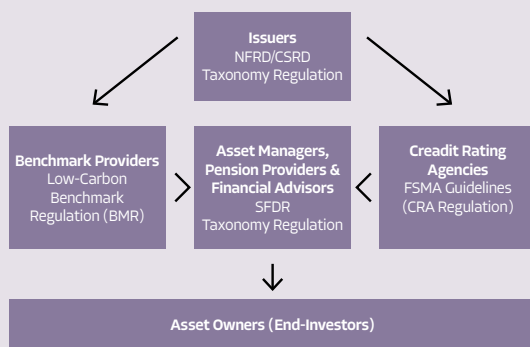 Issuers
NFRD/CSRD
Taxonomy Regulation
Benchmark Providers
Low-Carbon
Benchmark
Regulation (BMR)
Asset Managers,
Pension Providers &
Financial Advisors
SFDR
Taxonomy Regulation
Creadit Rating
Agencies
FSMA Guidelines
(CRA Regulation)
Asset Owners (End-Investors)